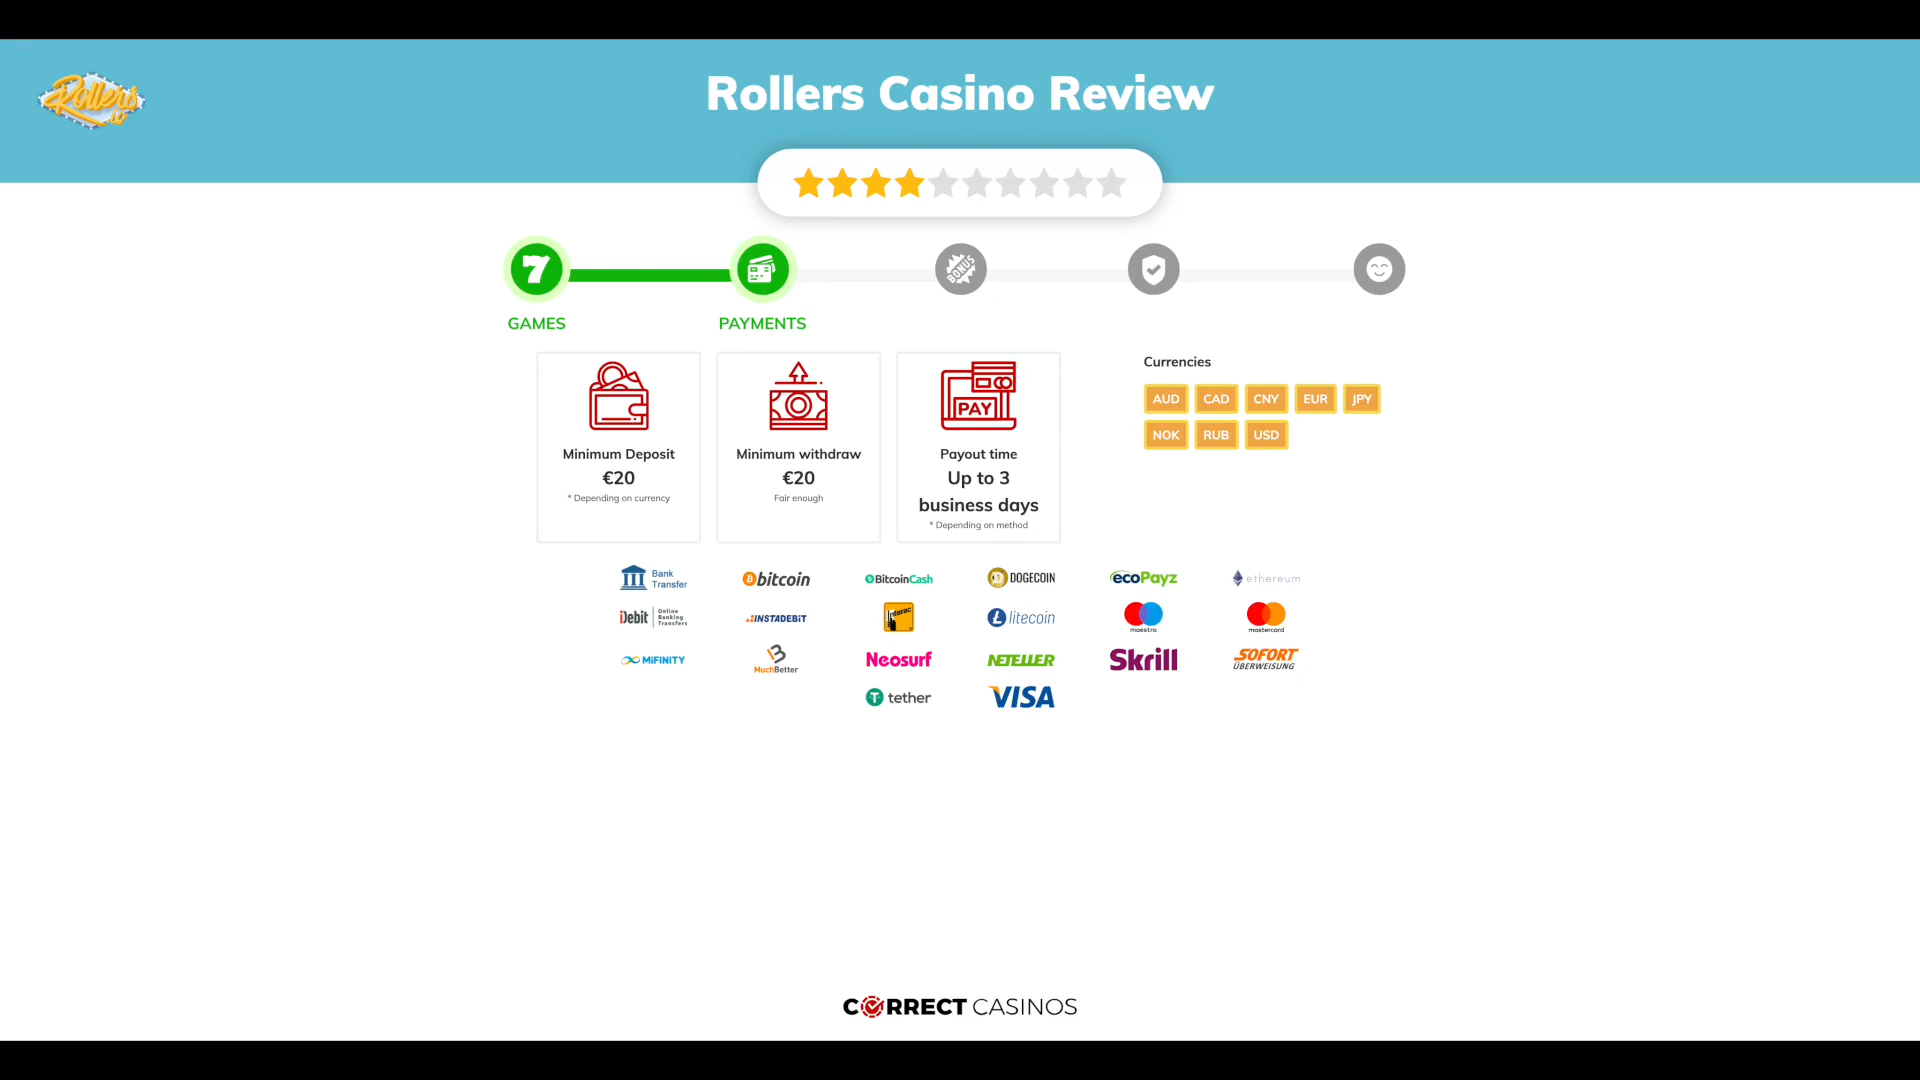 Rollers
Rollers Casino Review
7
BONUS
GAMES
PAYMENTS
PAY
Minimum Deposit
€20
* Depending on currency
Minimum withdraw
€20
Fair enough
Payout time
Up to 3
business days
* Depending on method
Currencies
AUD CAD CNY EUR JPY
NOK RUB USD
Bank
Transfer
bitcoin
BitcoinCash
DOGECOIN
ecoPayz
ethereum
iDebit
Online
Banking
Transfers
INSTADEBIT
Interac
litecoin
maestro
mastercard
MIFINITY
MuchBetter
Neosurf
NETELLER
Skrill
SOFORT
ÜBERWEISUNG
tether
VISA
CORRECT CASINOS